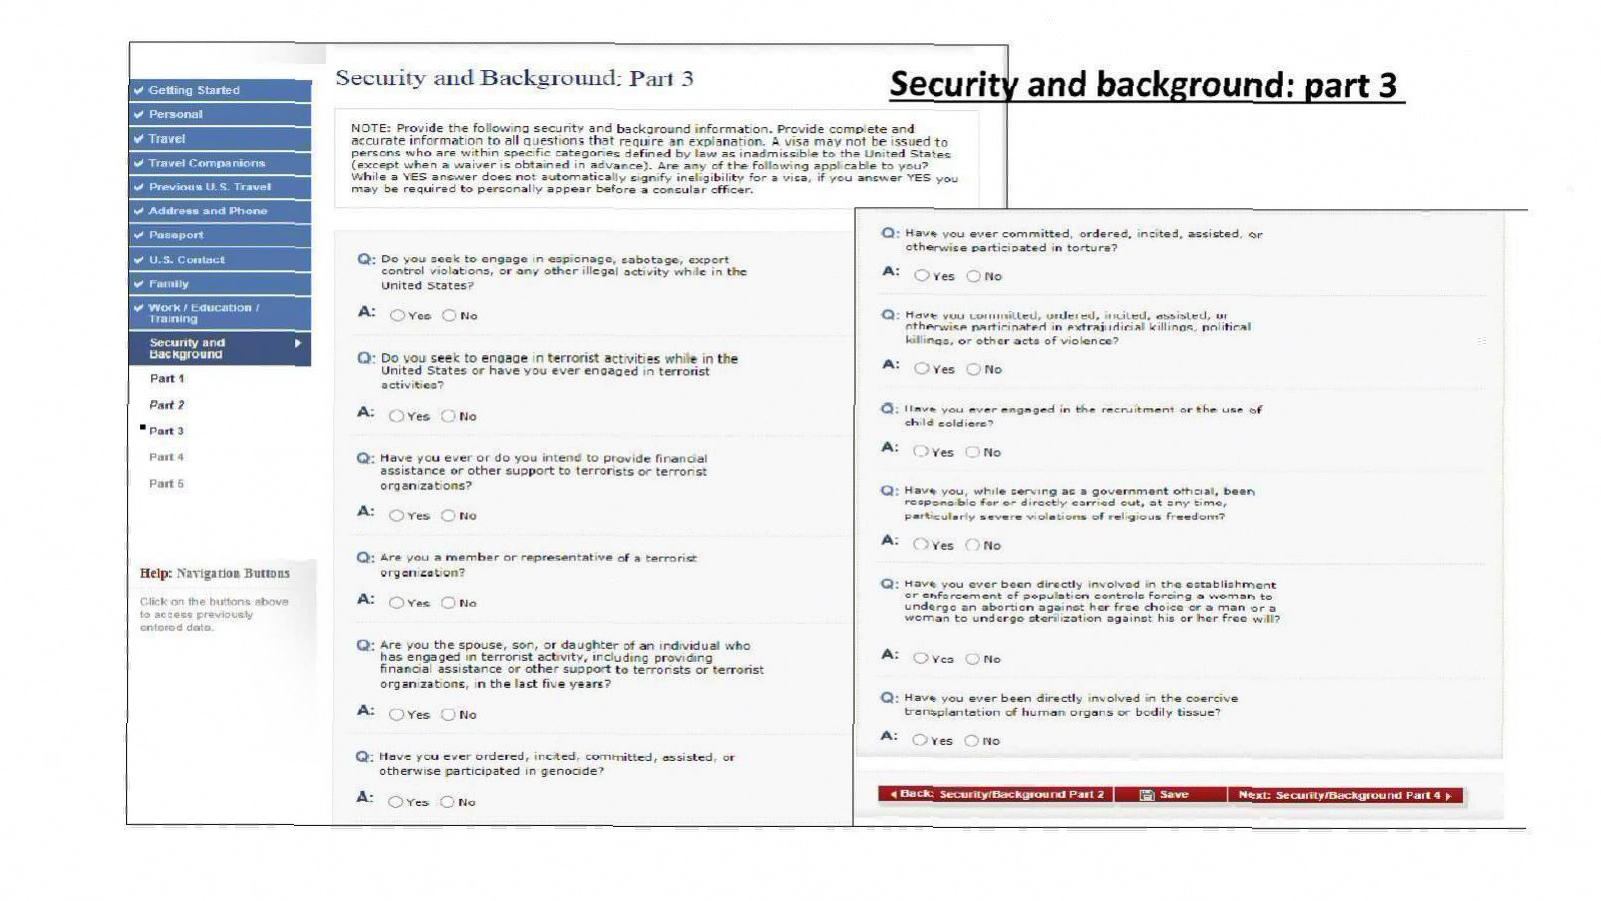 Security and background: part 3
Getting Started
Personal
Travel
Travel Companions
Previous U.S. Travel
Address and Phone
Passport
U.S. Contact
Family
Work / Education /
Training
Security and
Background
Part 1
Part 2
Part 3
Part 4
Part 5
Help: Navigation Buttons
Click on the buttons above
to access previously
entered data.
Security and Background: Part 3
NOTE: Provide the following security and background information. Provide complete and
accurate information to all questions that require an explanation. A visa may not be issued to
persons who are within specific categories defined by law as inadmissible to the United States
(except when a waiver is obtained in advance). Are any of the following applicable to you?
While a YES answer does not automatically signify ineligibility for a visa, if you answer YES you
may be required to personally appear before a consular officer.
Q: Do you seek to engage in espionage, sabotage, export
control violations, or any other illegal activity while in the
United States?
A: Yes No
Q: Do you seek to engage in terrorist activities while in the
United States or have you ever engaged in terrorist
activities?
A: Yes No
Q: Have you ever or do you intend to provide financial
assistance or other support to terrorists or terrorist
organizations?
A: Yes No
Q: Are you a member or representative of a terrorist
organization?
A: Yes No
Q: Are you the spouse, son, or daughter of an individual who
has engaged in terrorist activity, including providing
financial assistance or other support to terrorists or terrorist
organizations, in the last five years?
A: Yes No
Q: Have you ever ordered, incited, committed, assisted, or
otherwise participated in genocide?
A: Yes No
Q: Have you ever committed, ordered, incited, assisted, or
otherwise participated in torture?
A: Yes No
Q: Have you committed, ordered, incited, assisted, or
otherwise participated in extrajudicial killings, political
killings, or other acts of violence?
A: Yes No
Q: Have you ever engaged in the recruitment or the use of
child soldiers?
A: Yes No
Q: Have you, while serving as a government official, been
responsible for or directly carried out, at any time,
particularly severe violations of religious freedom?
A: Yes No
Q: Have you ever been directly involved in the establishment
or enforcement of population controls forcing a woman to
undergo an abortion against her free choice or a man or a
woman to undergo sterilization against his or her free will?
A: Yes No
Q: Have you ever been directly involved in the coercive
transplantation of human organs or bodily tissue?
A: Yes No
Back: Security/Background Part 2 Save Next: Security/Background Part 4